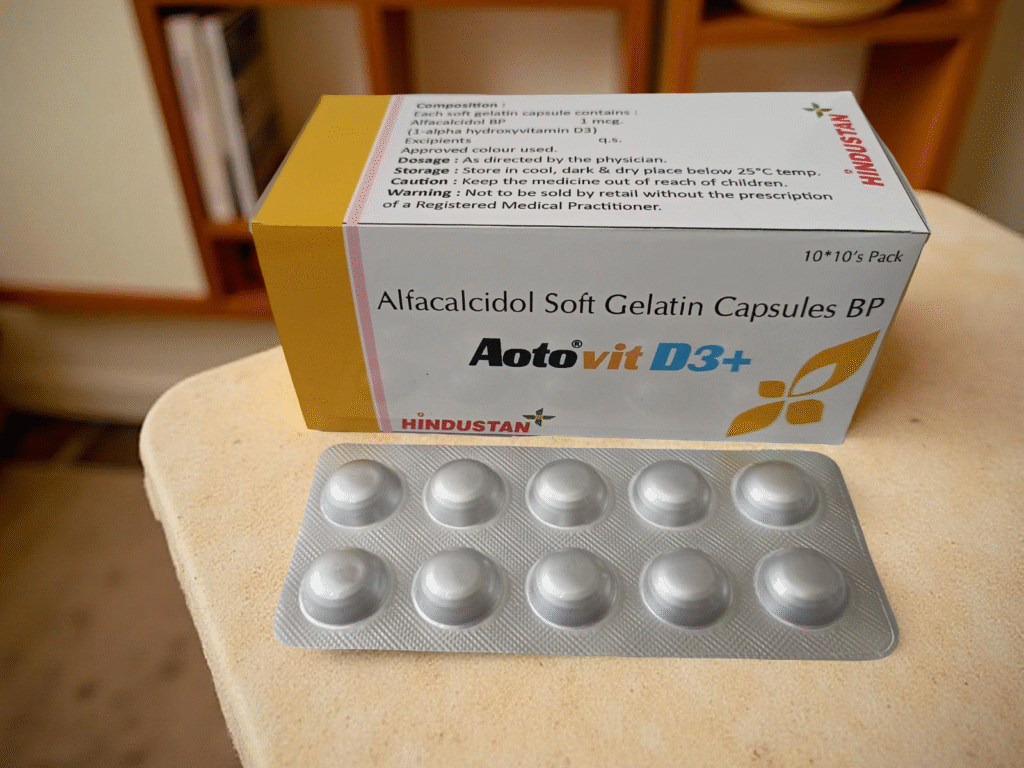 Composition :
Each soft gelatin capsule contains :
Alfacalcidol BP 1 mcg.
(1-alpha hydroxyvitamin D3)
Excipients q.s.
Approved colour used.
Dosage : As directed by the physician.
Storage : Store in cool, dark & dry place below 25°C temp.
Caution : Keep the medicine out of reach of children.
Warning : Not to be sold by retail without the prescription
of a Registered Medical Practitioner.
HINDUSTAN
10*10's Pack
Alfacalcidol Soft Gelatin Capsules BP
Aoto®vit D3+
HINDUSTAN